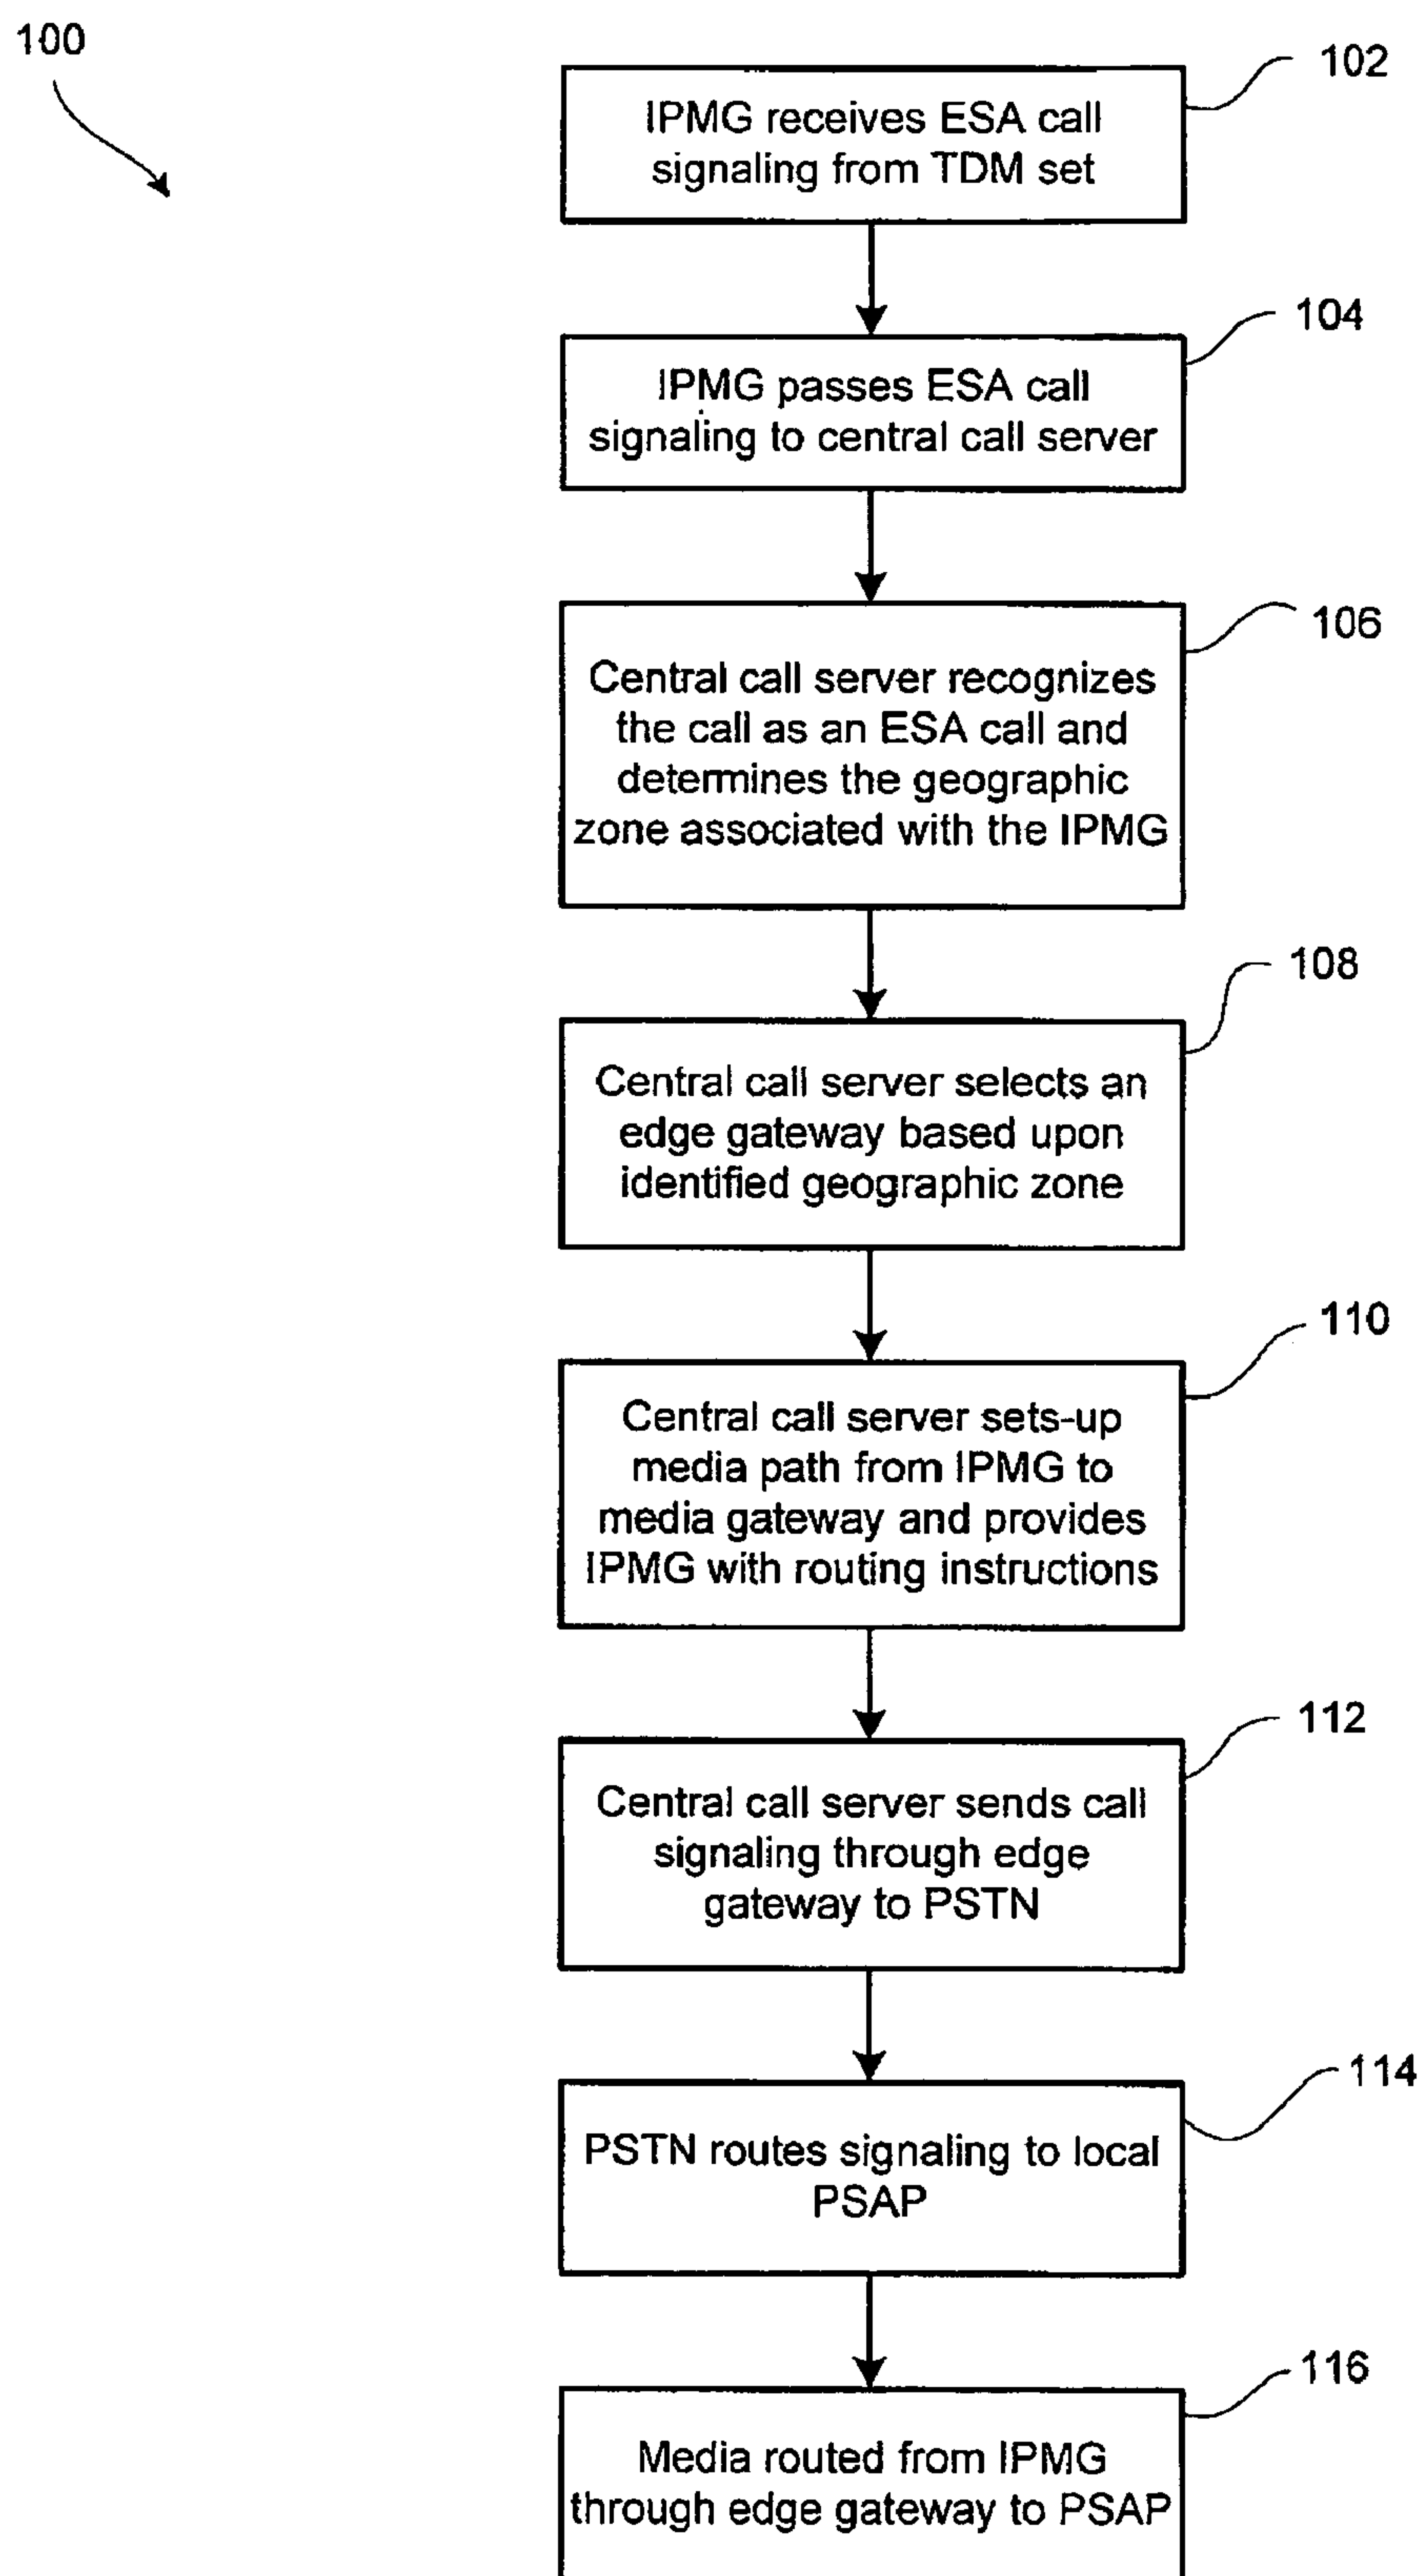 100
102
IPMG receives ESA call
signaling from TDM set
104
IPMG passes ESA call
signaling to central call server
106
Central call server recognizes
the call as an ESA call and
determines the geographic
zone associated with the IPMG
108
Central call server selects an
edge gateway based upon
identified geographic zone
110
Central call server sets-up
media path from IPMG to
media gateway and provides
IPMG with routing instructions
112
Central call server sends call
signaling through edge
gateway to PSTN
114
PSTN routes signaling to local
PSAP
116
Media routed from IPMG
through edge gateway to PSAP